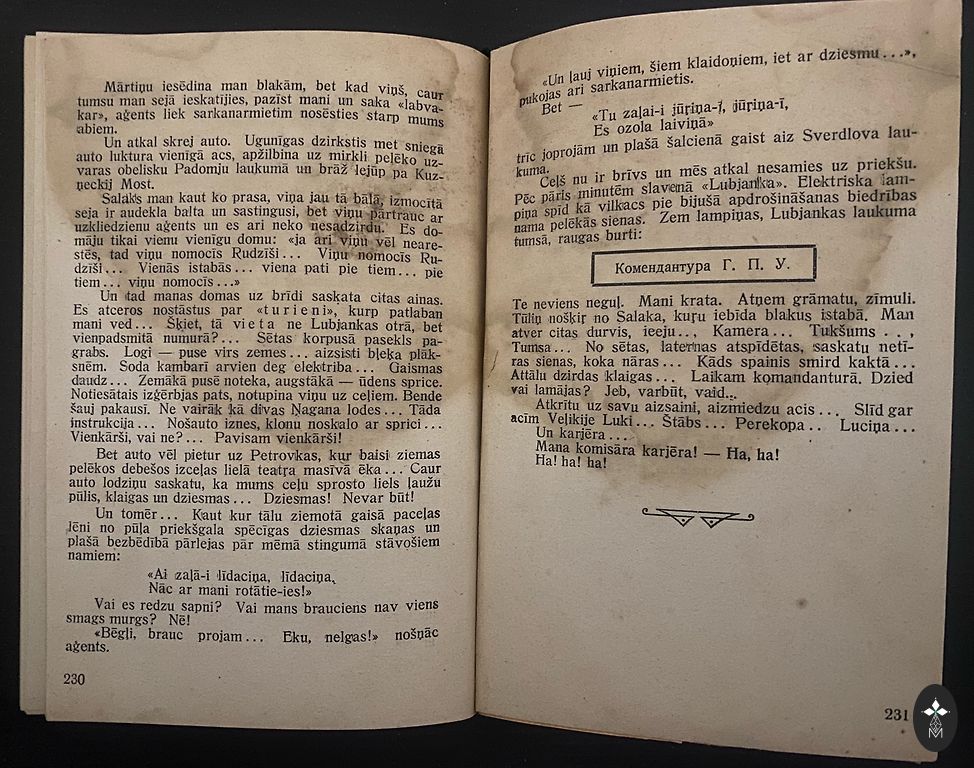 Mārtiņu iesēdina man blakām, bet kad viņš, caur
tumsu man sejā ieskatījies, pazīst mani un saka «labva-
kar», aģents liek sarkanarmietim nosēsties starp mums
abiem.
Un atkal skrej auto. Ugunīgas dzirkstis met sniegā
auto luktura vienīgā acs, apžilbina uz mirkli pelēko uz-
varas obelisku Padomju laukumā un brāž lejūp pa Kuz-
ņeckij Most.
Salaks man kaut ko prasa, viņa jau tā bālā, izmocītā
seja ir audekla balta un sastingusi, bet viņu pārtrauc ar
uzkliedzienu aģents un es arī neko nesadzirdu. Es do-
māju tikai vienu vienīgu domu: «ja arī viņu vēl neare-
stēs, tad viņu nomocīs Rudziši... Viņu nomocīs Ru-
dziši... Vienās istabās... viena pati pie tiem... pie
tiem... viņu nomocīs...»
Un tad manas domas uz brīdi saskata citas ainas.
Es atceros nostāstus par «turieni», kurp patlaban
mani ved... Šķiet, tā vieta ne Lubjankas otrā, bet
vienpadsmitā numurā?... Sētas korpusā pasekls pa-
grabs. Logi — puse virs zemes... aizsisti bleķa plāk-
snēm. Soda kambarī arvien deg elektrība... Gaismas
daudz... Zemākā pusē noteka, augstākā — ūdens sprice.
Notiesātais izģērbjas pats, notupina viņu uz ceļiem. Bende
šauj pakausī. Ne vairāk kā divas Nagana lodes... Tāda
instrukcija... Nošauto iznes, klonu noskalo ar sprici...
Vienkārši, vai ne?... Pavisam vienkārši!
Bet auto vēl pietur uz Petrovkas, kur baisi ziemas
pelēkos debešos izceļas lielā teatra masīvā ēka... Caur
auto lodziņu saskatu, ka mums ceļu sprosto liels ļaužu
pūlis, klaigas un dziesmas... Dziesmas! Nevar būt!
Un tomēr... Kaut kur tālu ziemotā gaisā paceļas
lēni no pūļa priekšgala spēcīgas dziesmas skaņas un
plašā bezbēdībā pārlejas pār mēmā stingumā stāvošiem
namiem:
«Ai zaļā-i līdaciņa, līdaciņa,
Nāc ar mani rotātie-ies!»
Vai es redzu sapni? Vai mans brauciens nav viens
smags murgs? Nē!
«Bēgļi, brauc projam... Eku, nelgas!» nošņāc
aģents.
230
«Un ļauj viņiem, šiem klaidoņiem, iet ar dziesmu...»,
pukojas arī sarkanarmietis.
Bet —
«Tu zaļai-i jūriņa-ī, jūriņa-ī,
Es ozola laiviņā»
trīc joprojām un plašā šalcienā gaist aiz Sverdlova lau-
kuma.
Ceļš nu ir brīvs un mēs atkal nesamies uz priekšu.
Pēc pāris minutēm slavenā «Lubjanka». Elektriska lam-
piņa spīd kā vilkacs pie bijušā apdrošināšanas biedrības
nama pelēkās sienas. Zem lampiņas, Lubjankas laukuma
tumsā, raugas burti:
Комендантура Г. П. У.
Te neviens neguļ. Mani krata. Atņem grāmatu, zīmuli.
Tūliņ nošķir no Salaka, kuŗu iebīda blakus istabā. Man
atver citas durvis, ieeju... Kamera... Tukšums . . ,
Tumsa... No sētas, laternas atspīdētas, saskatu netī-
ras sienas, koka nāras... Kāds spainis smird kaktā...
Attālu dzirdas klaigas... Laikam komandanturā. Dzied
vai lamājas? Jeb, varbūt, vaid...
Atkrītu uz savu aizsaini, aizmiedzu acis... Slīd gar
acīm Veļikije Luki... Štābs... Perekopa.. Luciņa...
Un karjēra...
Mana komisāra karjēra! — Ha, ha!
Ha! ha! ha!
231
M